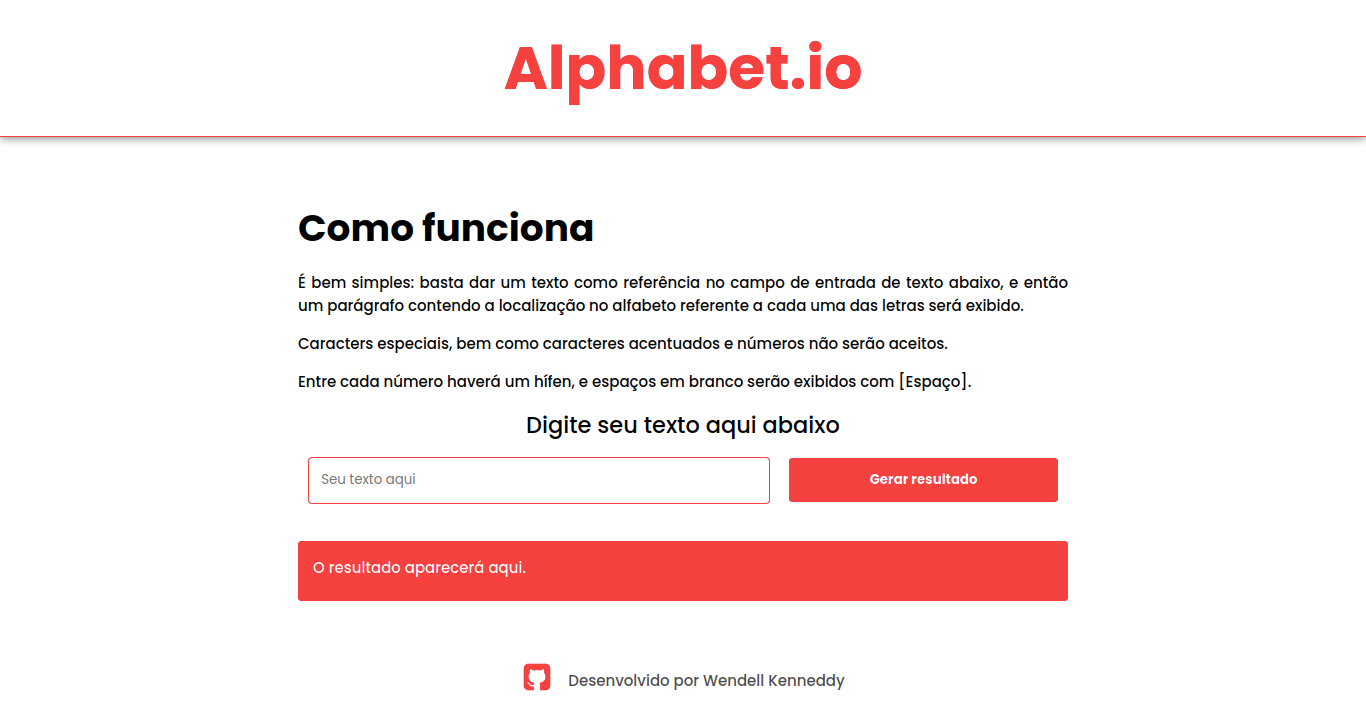 Alphabet.io
Como funciona
É bem simples: basta dar um texto como referência no campo de entrada de texto abaixo, e então
um parágrafo contendo a localização no alfabeto referente a cada uma das letras será exibido.
Caracters especiais, bem como caracteres acentuados e números não serão aceitos.
Entre cada número haverá um hífen, e espaços em branco serão exibidos com [Espaço].
Digite seu texto aqui abaixo
Seu texto aqui
Gerar resultado
O resultado aparecerá aqui.
Desenvolvido por Wendell Kenneddy